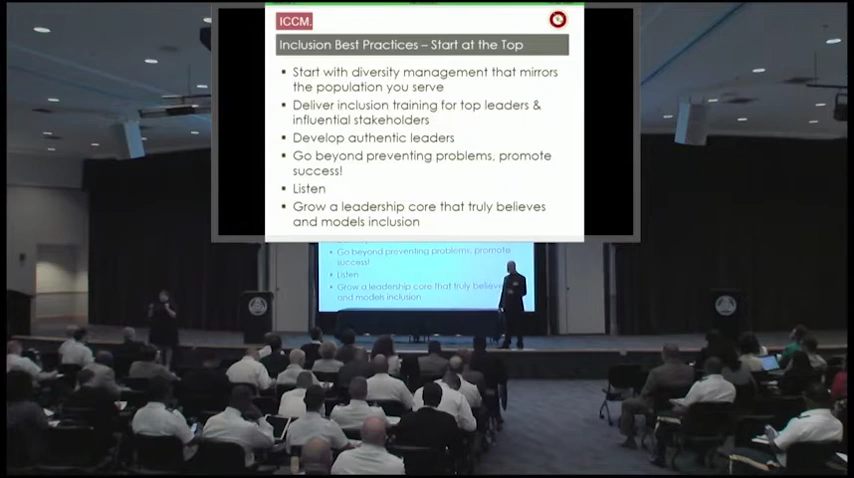 ICCM.
Inclusion Best Practices – Start at the Top
▪ Start with diversity management that mirrors
the population you serve
▪ Deliver inclusion training for top leaders &
influential stakeholders
▪ Develop authentic leaders
▪ Go beyond preventing problems, promote
success!
▪ Listen
▪ Grow a leadership core that truly believes
and models inclusion
▪ Go beyond preventing problems, promote
success!
▪ Listen
▪ Grow a leadership core that truly believe
and models inclusion